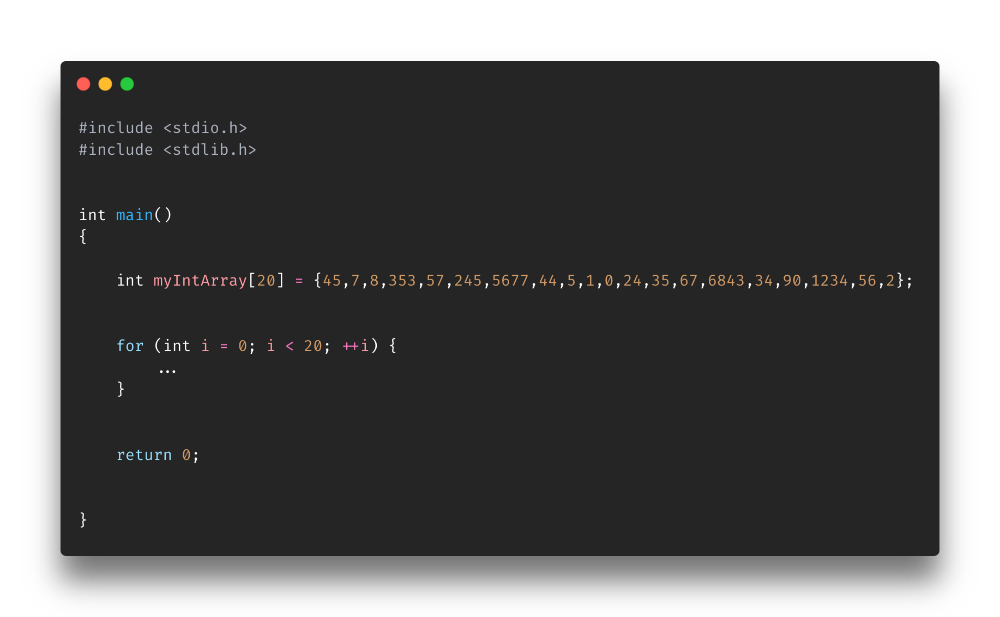 #include <stdio.h>
#include <stdlib.h>
int main()
{
int myIntArray[20] = {45,7,8,353,57,245,5677,44,5,1,0,24,35,67,6843,34,90,1234,56,2};
for (int i = 0; i < 20; ++i) {
...
}
return 0;
}